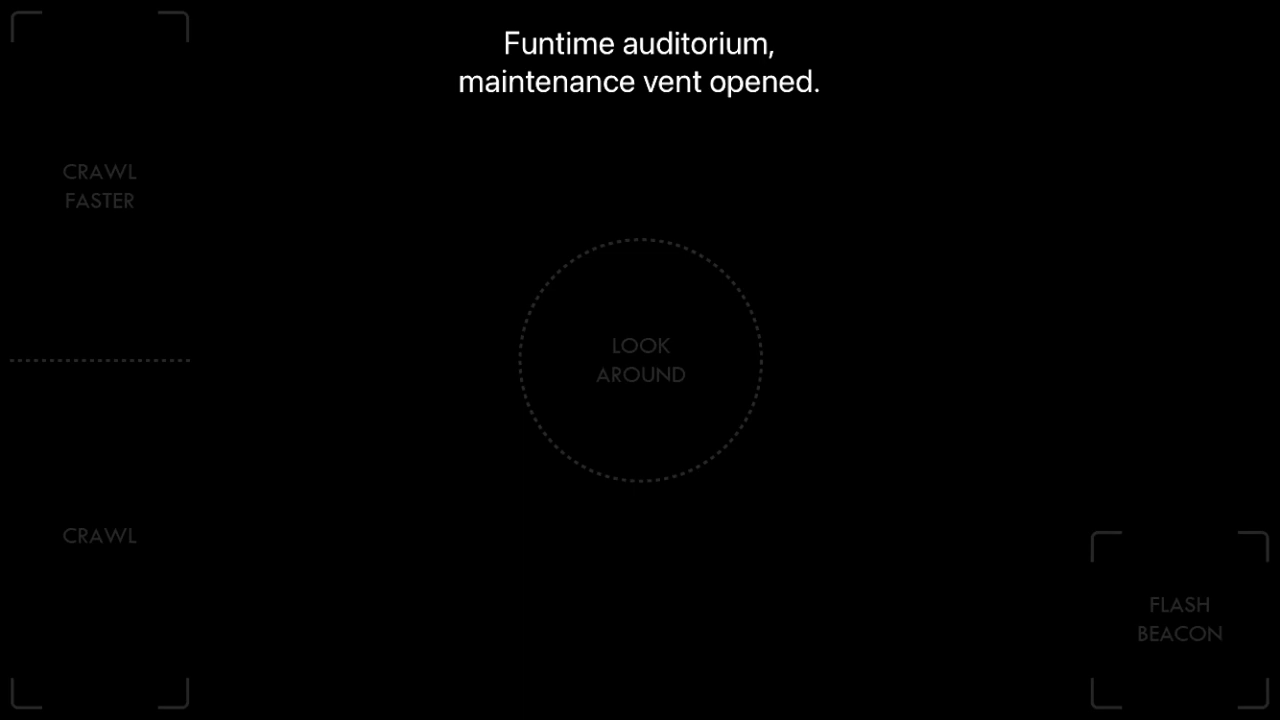 Funtime auditorium,
maintenance vent opened.
CRAWL
FASTER
LOOK
AROUND
CRAWL
FLASH
BEACON